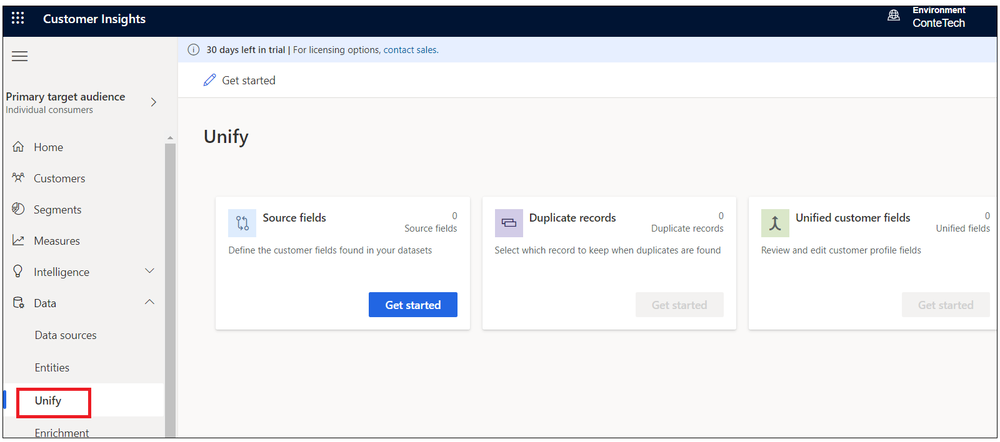 Customer Insights
Environment
ConteTech
30 days left in trial | For licensing options, contact sales.
Get started
Primary target audience
Individual consumers
Home
Customers
Segments
Measures
Intelligence
Data
Data sources
Entities
Unify
Enrichment
Unify
Source fields
0
Source fields
Define the customer fields found in your datasets
Get started
Duplicate records
0
Duplicate records
Select which record to keep when duplicates are found
Get started
Unified customer fields
0
Unified fields
Review and edit customer profile fields
Get started